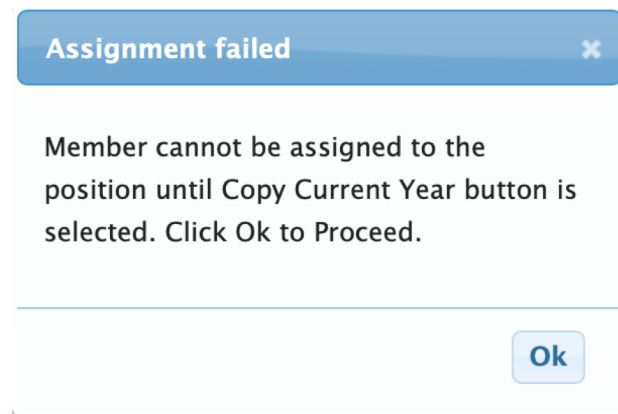 Assignment failed
Member cannot be assigned to the
position until Copy Current Year button is
selected. Click Ok to Proceed.
Ok